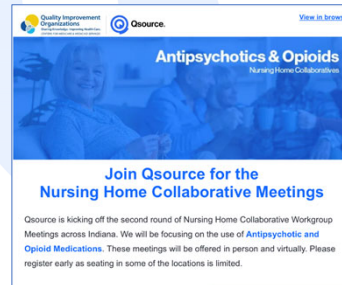 Quality Improvement
Organizations
Qsource.
View in brow
Antipsychotics & Opioids
Nursing Home Collaboratives
Join Qsource for the
Nursing Home Collaborative Meetings
Qsource is kicking off the second round of Nursing Home Collaborative Workgroup
Meetings across Indiana. We will be focusing on the use of Antipsychotic and
Opioid Medications. These meetings will be offered in person and virtually. Please
register early as seating in some of the locations is limited.